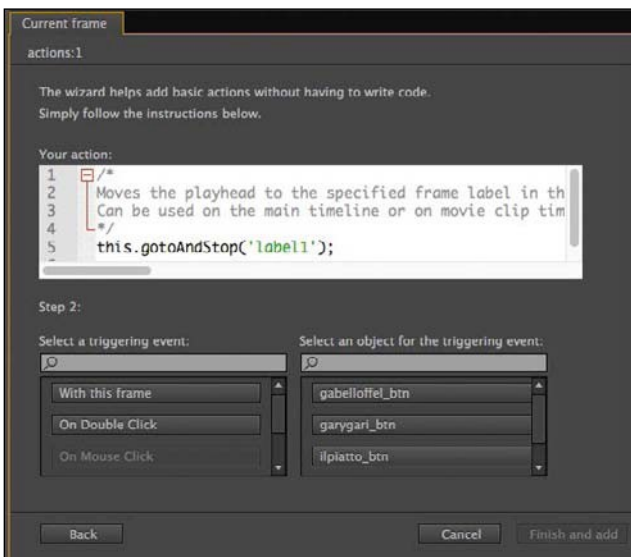 Current frame
actions:1
The wizard helps add basic actions without having to write code.
Simply follow the instructions below.
Your action:
1 /*
2 Moves the playhead to the specified frame label in th
3 Can be used on the main timeline or on movie clip tim
4 */
5 this.gotoAndStop('label1');
Step 2:
Select a triggering event: Select an object for the triggering event:
With this frame gabelloffel_btn
On Double Click garygari_btn
On Mouse Click ilpiatto_btn
Back Cancel Finish and add